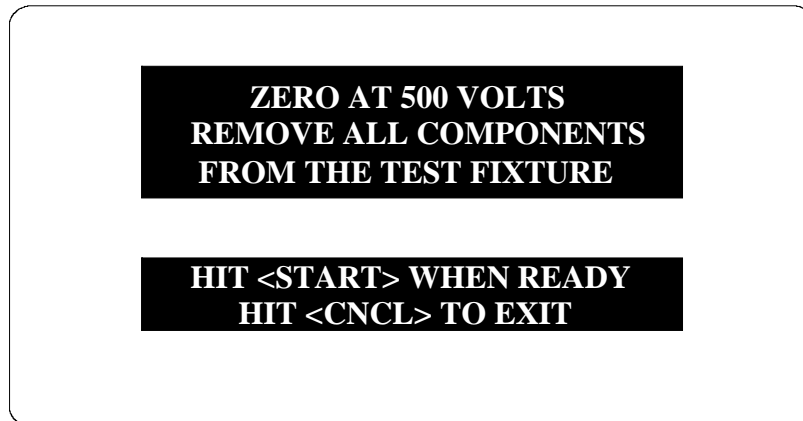 ZERO AT 500 VOLTS
REMOVE ALL COMPONENTS
FROM THE TEST FIXTURE
HIT <START> WHEN READY
HIT <CNCL> TO EXIT